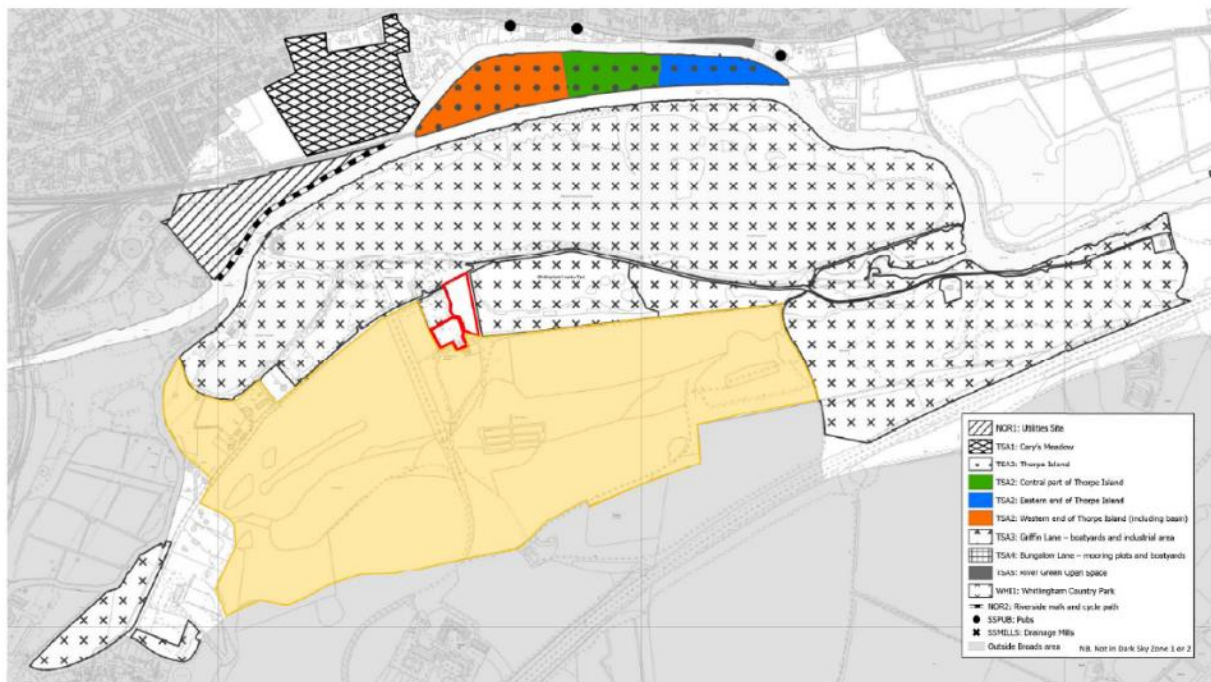 Whitlingham Country Park
NOR1: Utilities Site
TSA1: Cary's Meadow
TSA2: Thorpe Island
TSA2: Central part of Thorpe Island
TSA2: Eastern end of Thorpe Island
TSA2: Western end of Thorpe Island (including basin)
TSA3: Griffin Lane – boatyards and industrial area
TSA4: Bungalow Lane – mooring plots and boatyards
TSA5: River Green Open Space
WHI1: Whitlingham Country Park
NOR2: Riverside walk and cycle path
SSPUB: Pubs
SSMILLS: Drainage Mills
Outside Broads area
NB. Not in Dark Sky Zone 1 or 2